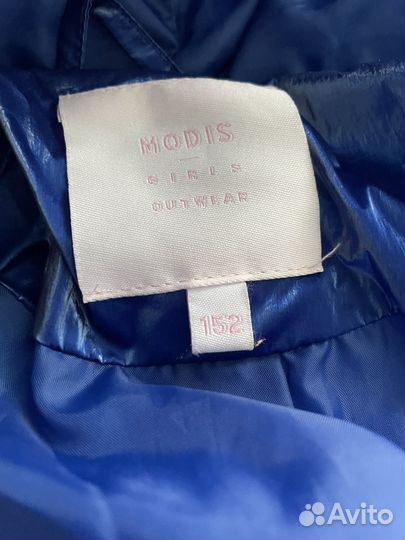 MODIS
GIRLS
OUTWEAR
152
Avito